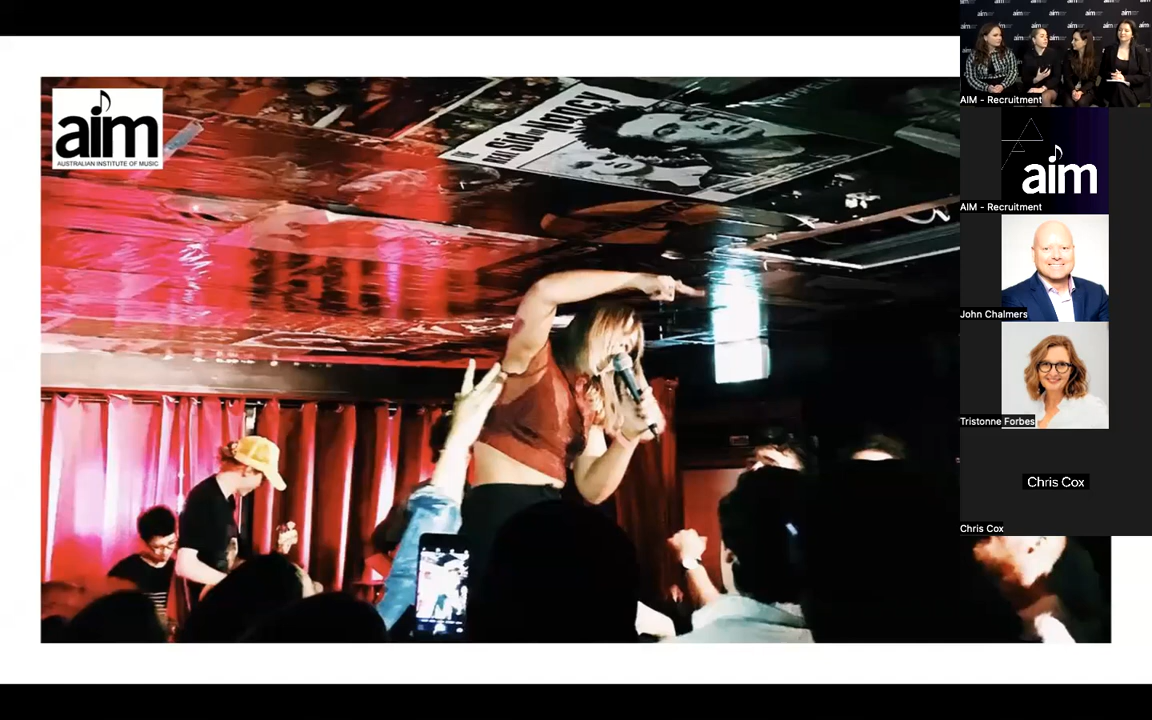 aim
AUSTRALIAN INSTITUTE OF MUSIC
Sid and Nancy
AIM - Recruitment
aim
AIM - Recruitment
John Chalmers
Tristonne Forbes
Chris Cox
Chris Cox